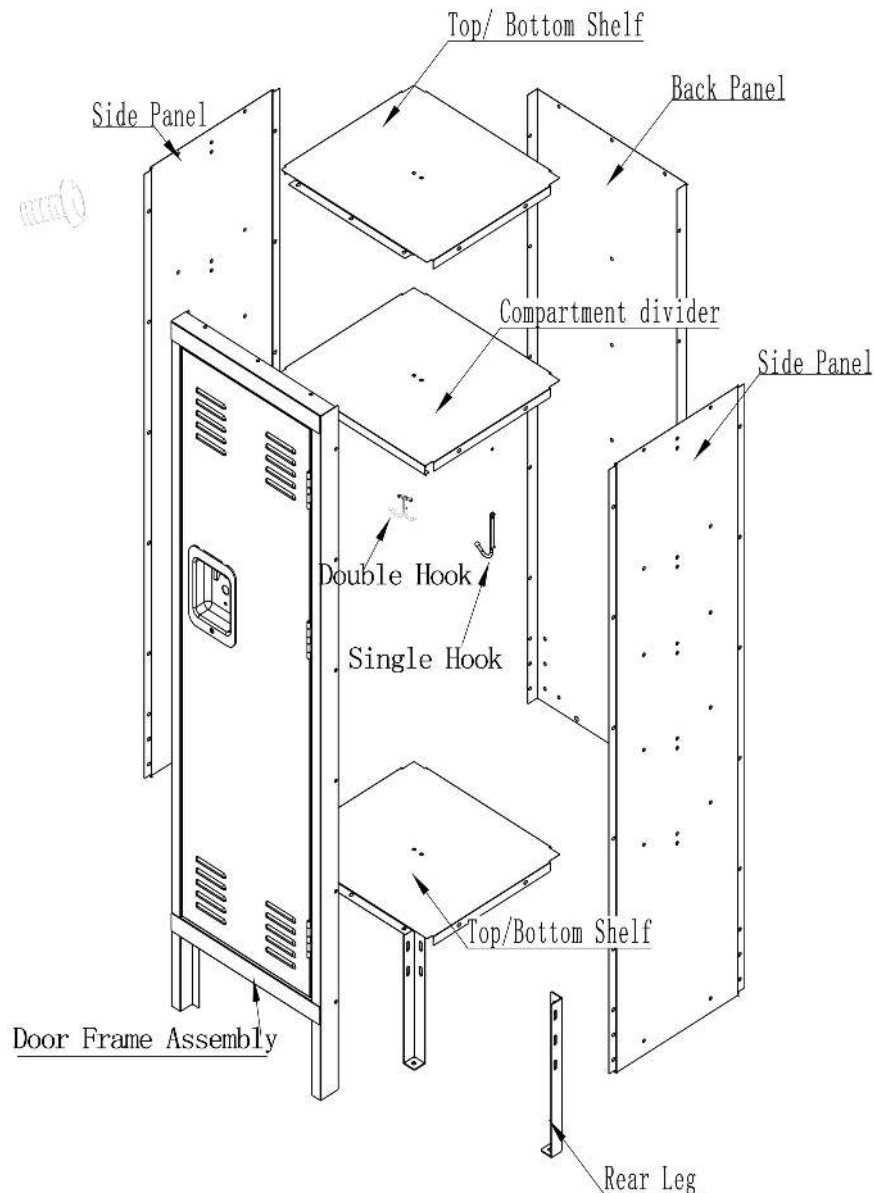 Top/ Bottom Shelf
Back Panel
Side Panel
Compartment divider
Side Panel
Double Hook
Single Hook
Top/Bottom Shelf
Door Frame Assembly
Rear Leg